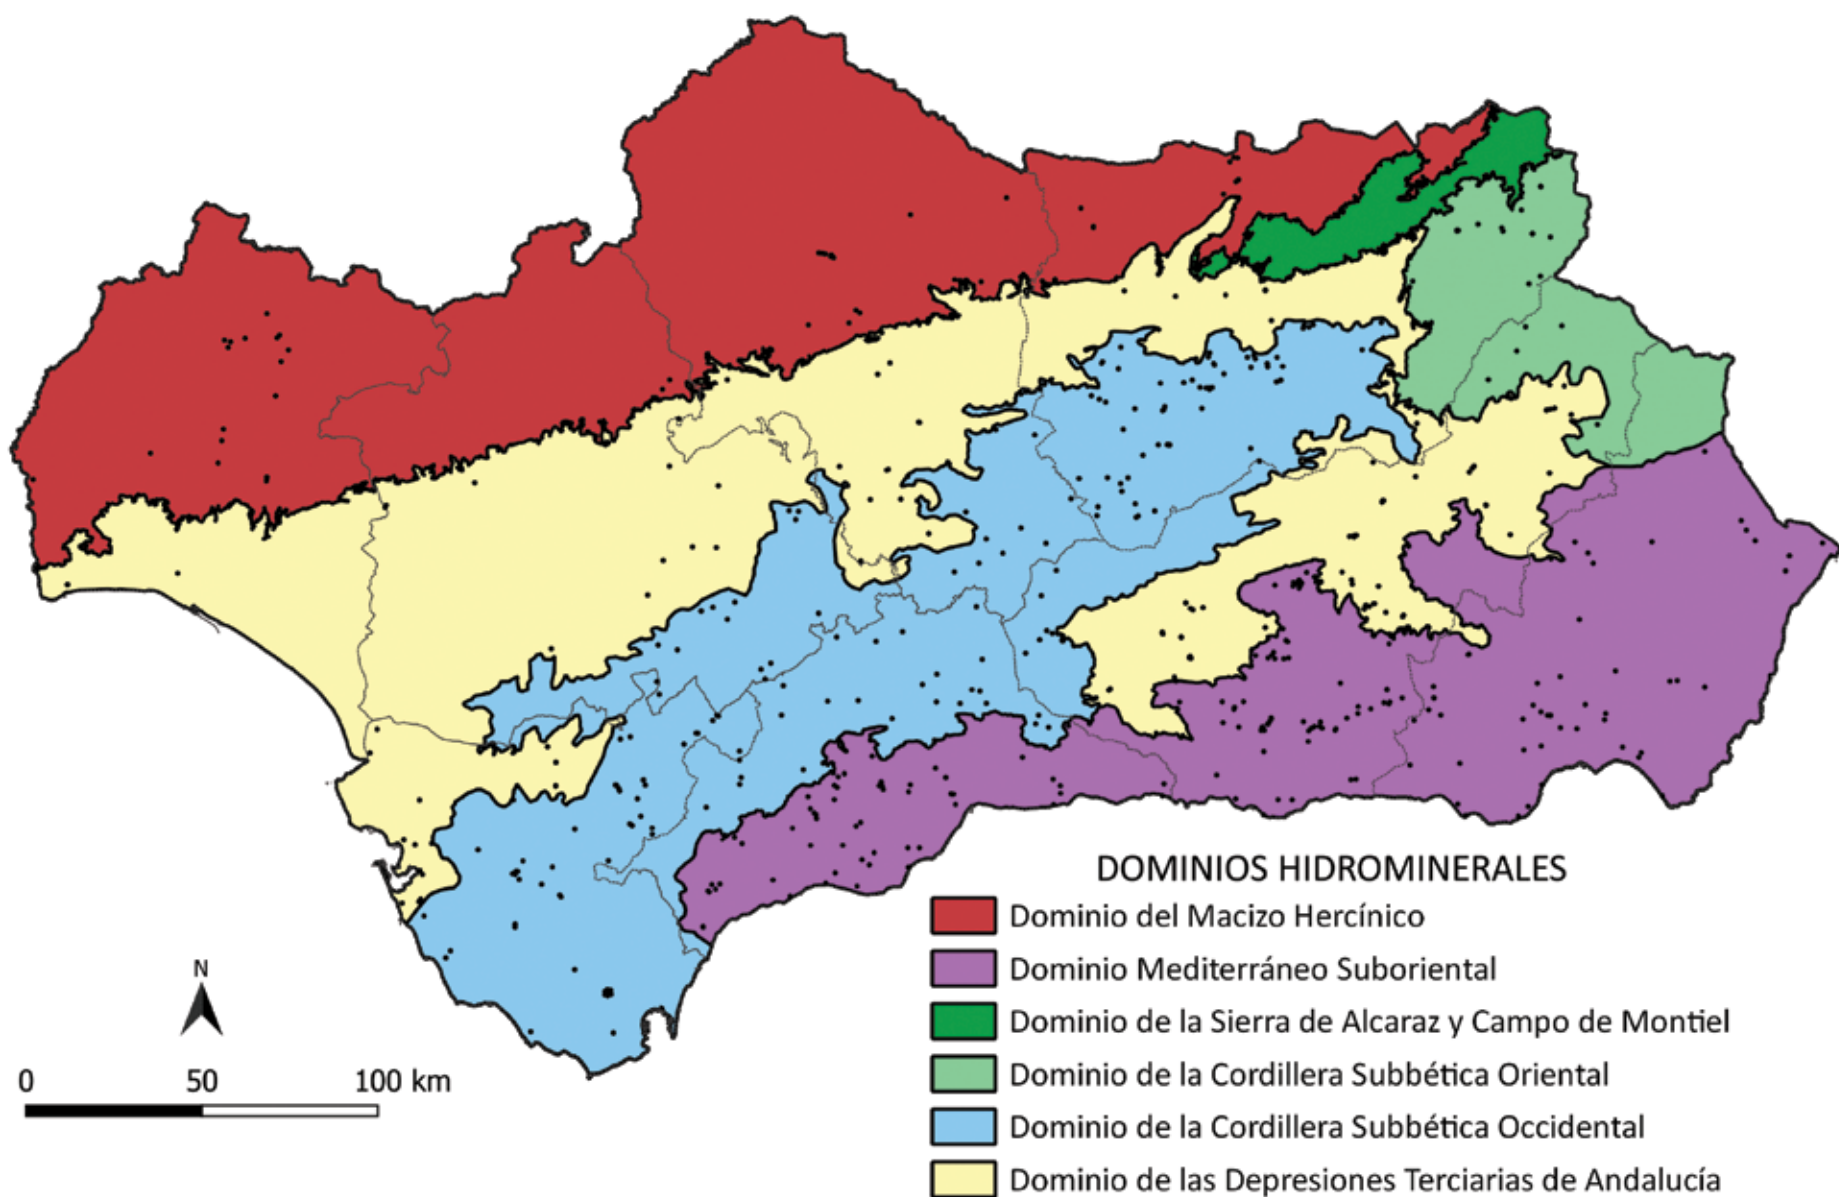 DOMINIOS HIDROMINERALES
Dominio del Macizo Hercínico
Dominio Mediterráneo Suboriental
Dominio de la Sierra de Alcaraz y Campo de Montiel
Dominio de la Cordillera Subbética Oriental
Dominio de la Cordillera Subbética Occidental
Dominio de las Depresiones Terciarias de Andalucía
N
0 50 100 km